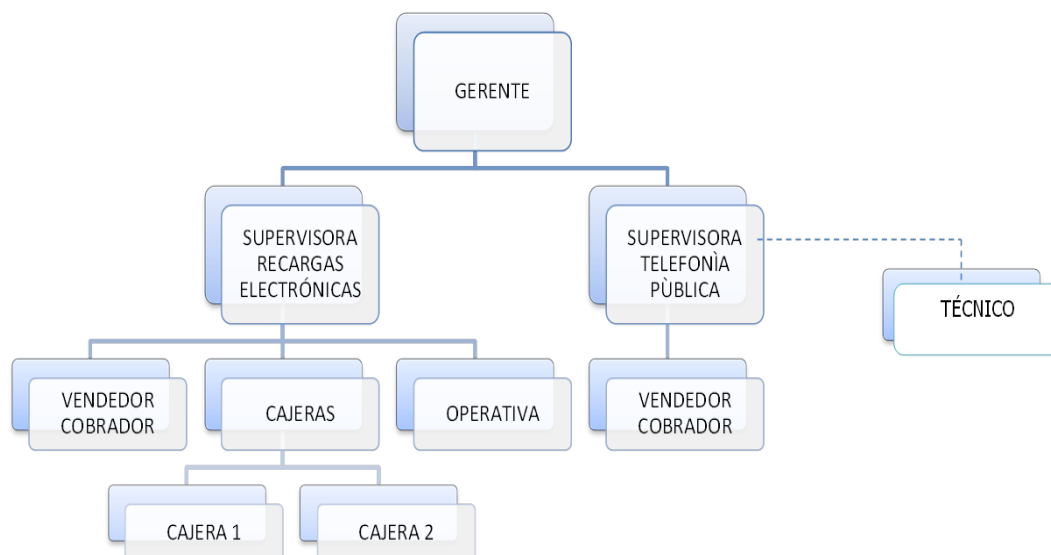 GERENTE
SUPERVISORA
RECARGAS
ELECTRÓNICAS
SUPERVISORA
TELEFONÌA
PÙBLICA
TÉCNICO
VENDEDOR
COBRADOR
CAJERAS
OPERATIVA
VENDEDOR
COBRADOR
CAJERA 1
CAJERA 2